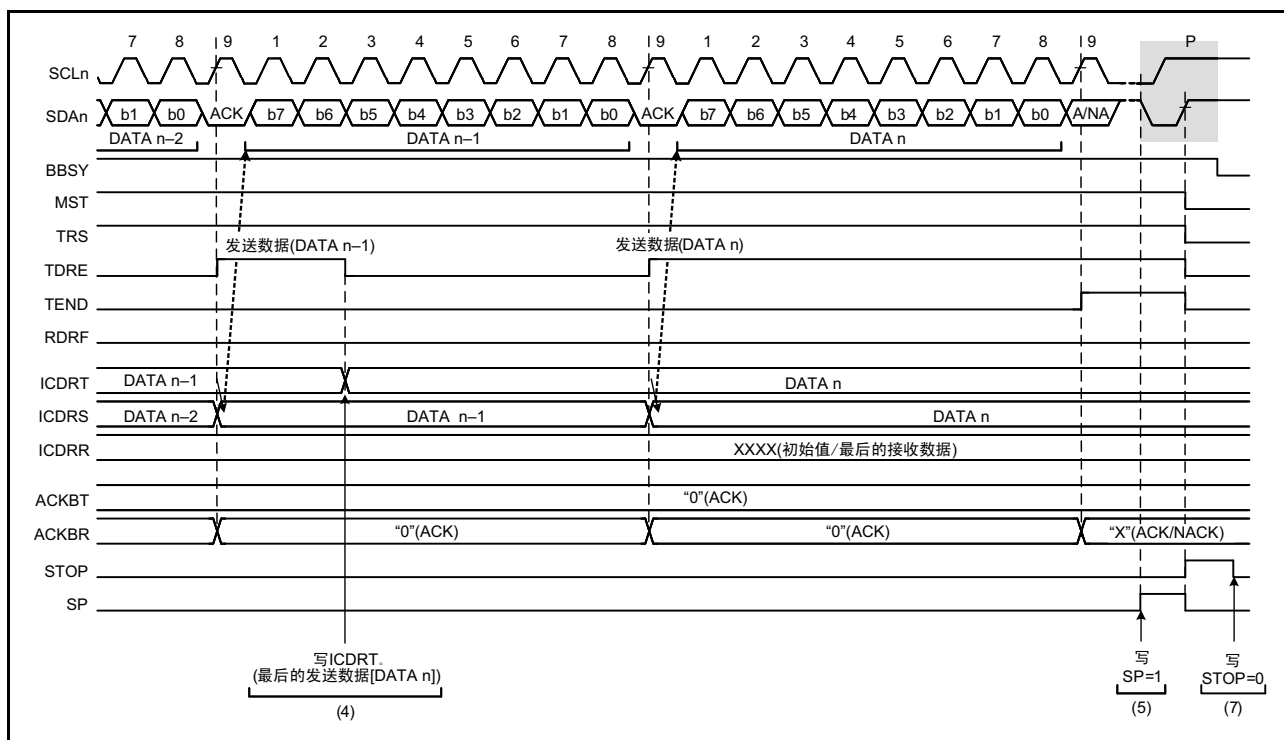 7 8 9 1 2 3 4 5 6 7 8 9 1 2 3 4 5 6 7 8 9 P
SCLn
SDAn b1 b0 ACK b7 b6 b5 b4 b3 b2 b1 b0 ACK b7 b6 b5 b4 b3 b2 b1 b0 A/NA
DATA n–2 DATA n–1 DATA n
BBSY
MST
TRS
发送数据(DATA n–1) 发送数据(DATA n)
TDRE
TEND
RDRF
ICDRT DATA n–1 DATA n
ICDRS DATA n–2 DATA n–1 DATA n
ICDRR XXXX(初始值/最后的接收数据)
ACKBT “0”(ACK)
ACKBR “0”(ACK) “0”(ACK) “X”(ACK/NACK)
STOP
SP
写ICDRT。 写 写
(最后的发送数据[DATA n]) SP=1 STOP=0
(4) (5) (7)